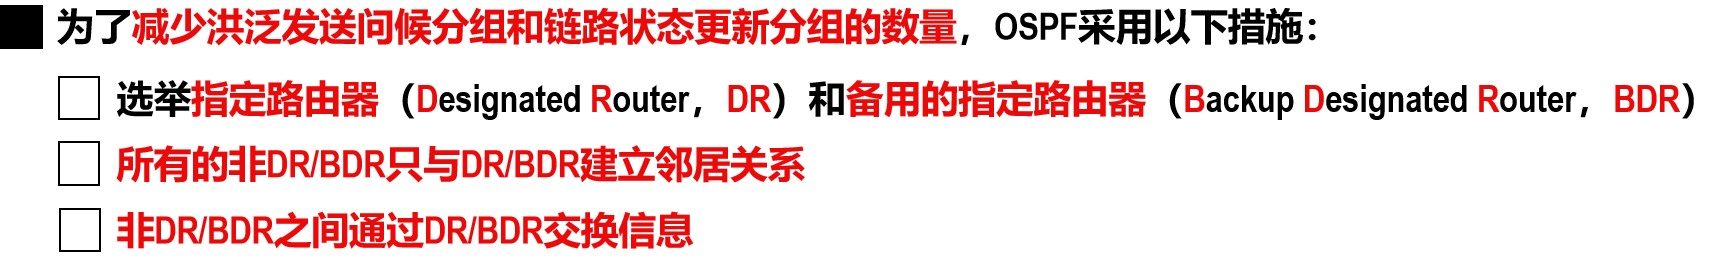 为了减少洪泛发送问候分组和链路状态更新分组的数量，OSPF采用以下措施：
选举指定路由器（Designated Router，DR）和备用的指定路由器（Backup Designated Router，BDR）
所有的非DR/BDR只与DR/BDR建立邻居关系
非DR/BDR之间通过DR/BDR交换信息